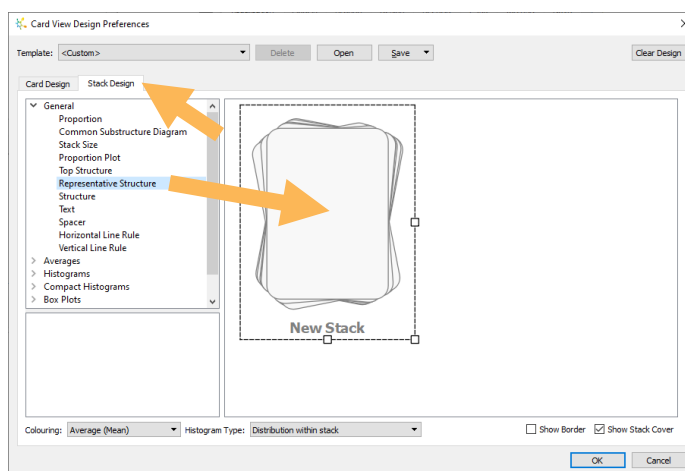 Card View Design Preferences
Template: <Custom> Delete Open Save Clear Design
Card Design Stack Design
General
Proportion
Common Substructure Diagram
Stack Size
Proportion Plot
Top Structure
Representative Structure
Structure
Text
Spacer
Horizontal Line Rule
Vertical Line Rule
Averages
Histograms
Compact Histograms
Box Plots
New Stack
Colouring: Average (Mean) Histogram Type: Distribution within stack Show Border Show Stack Cover
OK Cancel